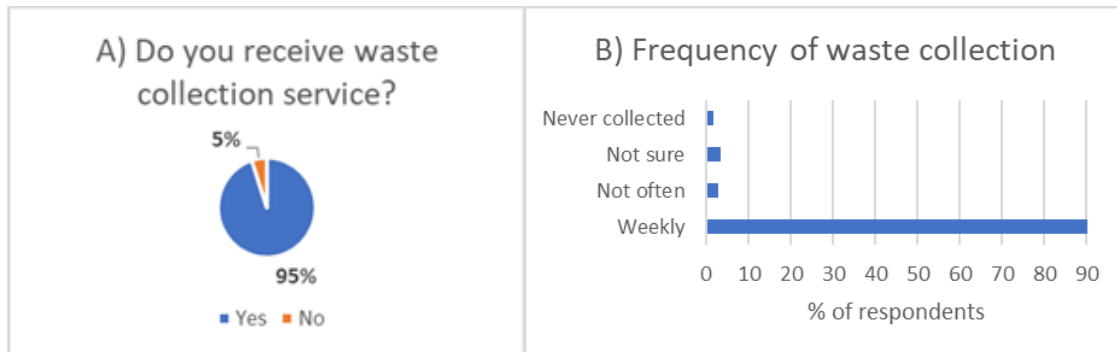 A) Do you receive waste
collection service?
5%
95%
Yes No
B) Frequency of waste collection
Never collected
Not sure
Not often
Weekly
0 10 20 30 40 50 60 70 80 90
% of respondents